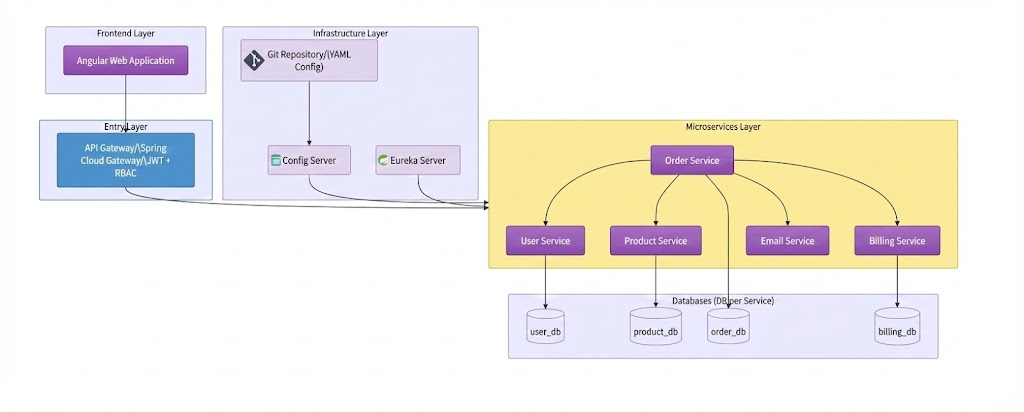 Frontend Layer
Angular Web Application
Entry Layer
API Gateway/\Spring
Cloud Gateway/\JWT +
RBAC
Infrastructure Layer
Git Repository/\(YAML
Config)
Config Server
Eureka Server
Microservices Layer
Order Service
User Service
Product Service
Email Service
Billing Service
Databases (DB per Service)
user_db
product_db
order_db
billing_db